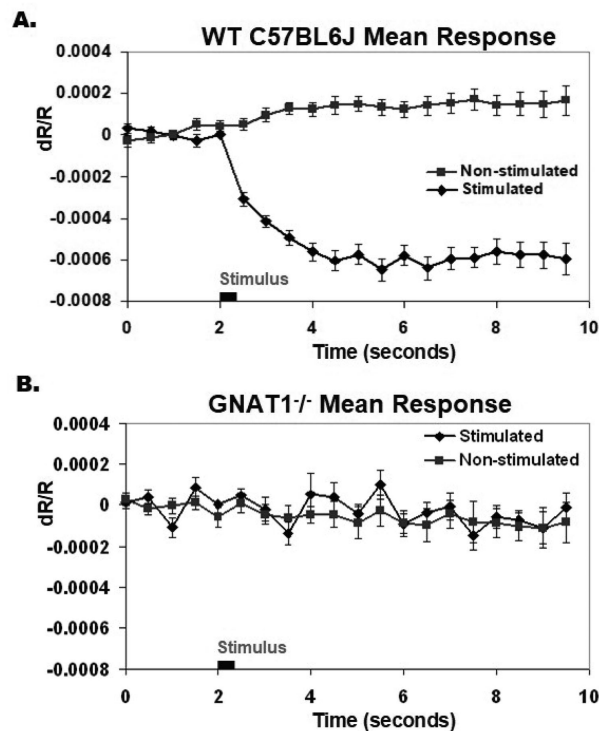 A.
WT C57BL6J Mean Response
0.0004
0.0002
0
-0.0002
-0.0004
-0.0006
-0.0008
dR/R
Non-stimulated
Stimulated
Stimulus
0 2 4 6 8 10
Time (seconds)
B.
GNAT1-/- Mean Response
0.0004
0.0002
0
-0.0002
-0.0004
-0.0006
-0.0008
dR/R
Stimulated
Non-stimulated
Stimulus
0 2 4 6 8 10
Time (seconds)